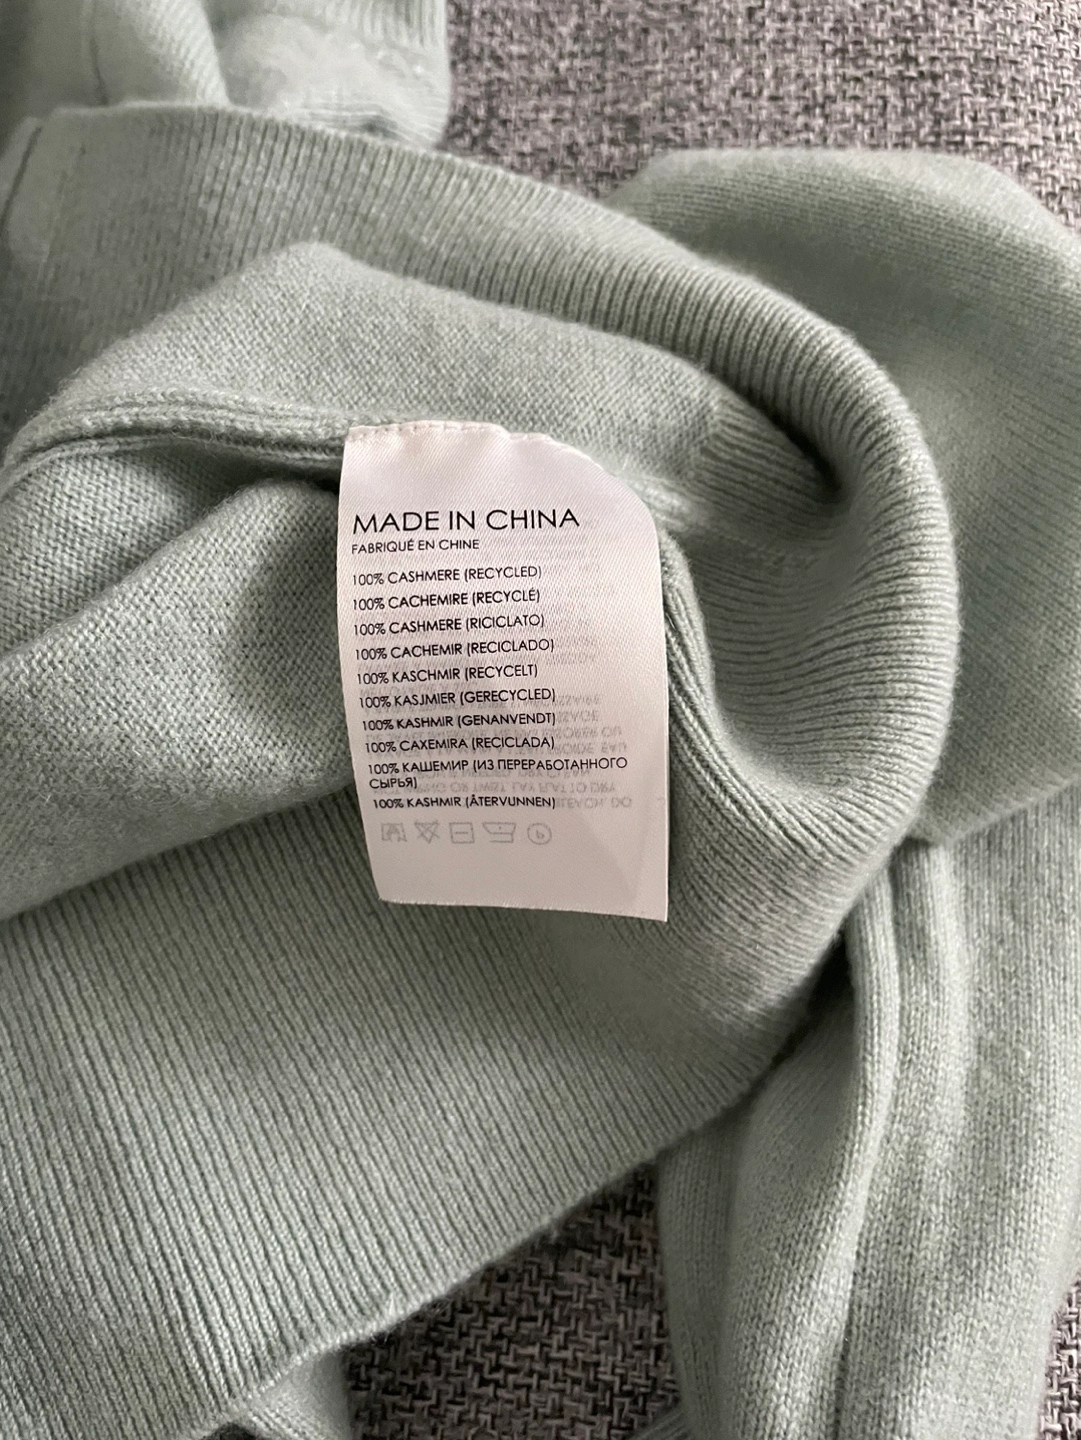 MADE IN CHINA
FABRIQUÉ EN CHINE
100% CASHMERE (RECYCLED)
100% CACHEMIRE (RECYCLÉ)
100% CASHMERE (RICICLATO)
100% CACHEMIR (RECICLADO)
100% KASCHMIR (RECYCELT)
100% KASJMIER (GERECYCLED)
100% KASHMIR (GENANVENDT)
100% CAXEMIRA (RECICLADA)
100% КАШЕМИР (ИЗ ПЕРЕРАБОТАННОГО
СЫРЬЯ)
100% KASHMIR (ÅTERVUNNEN)